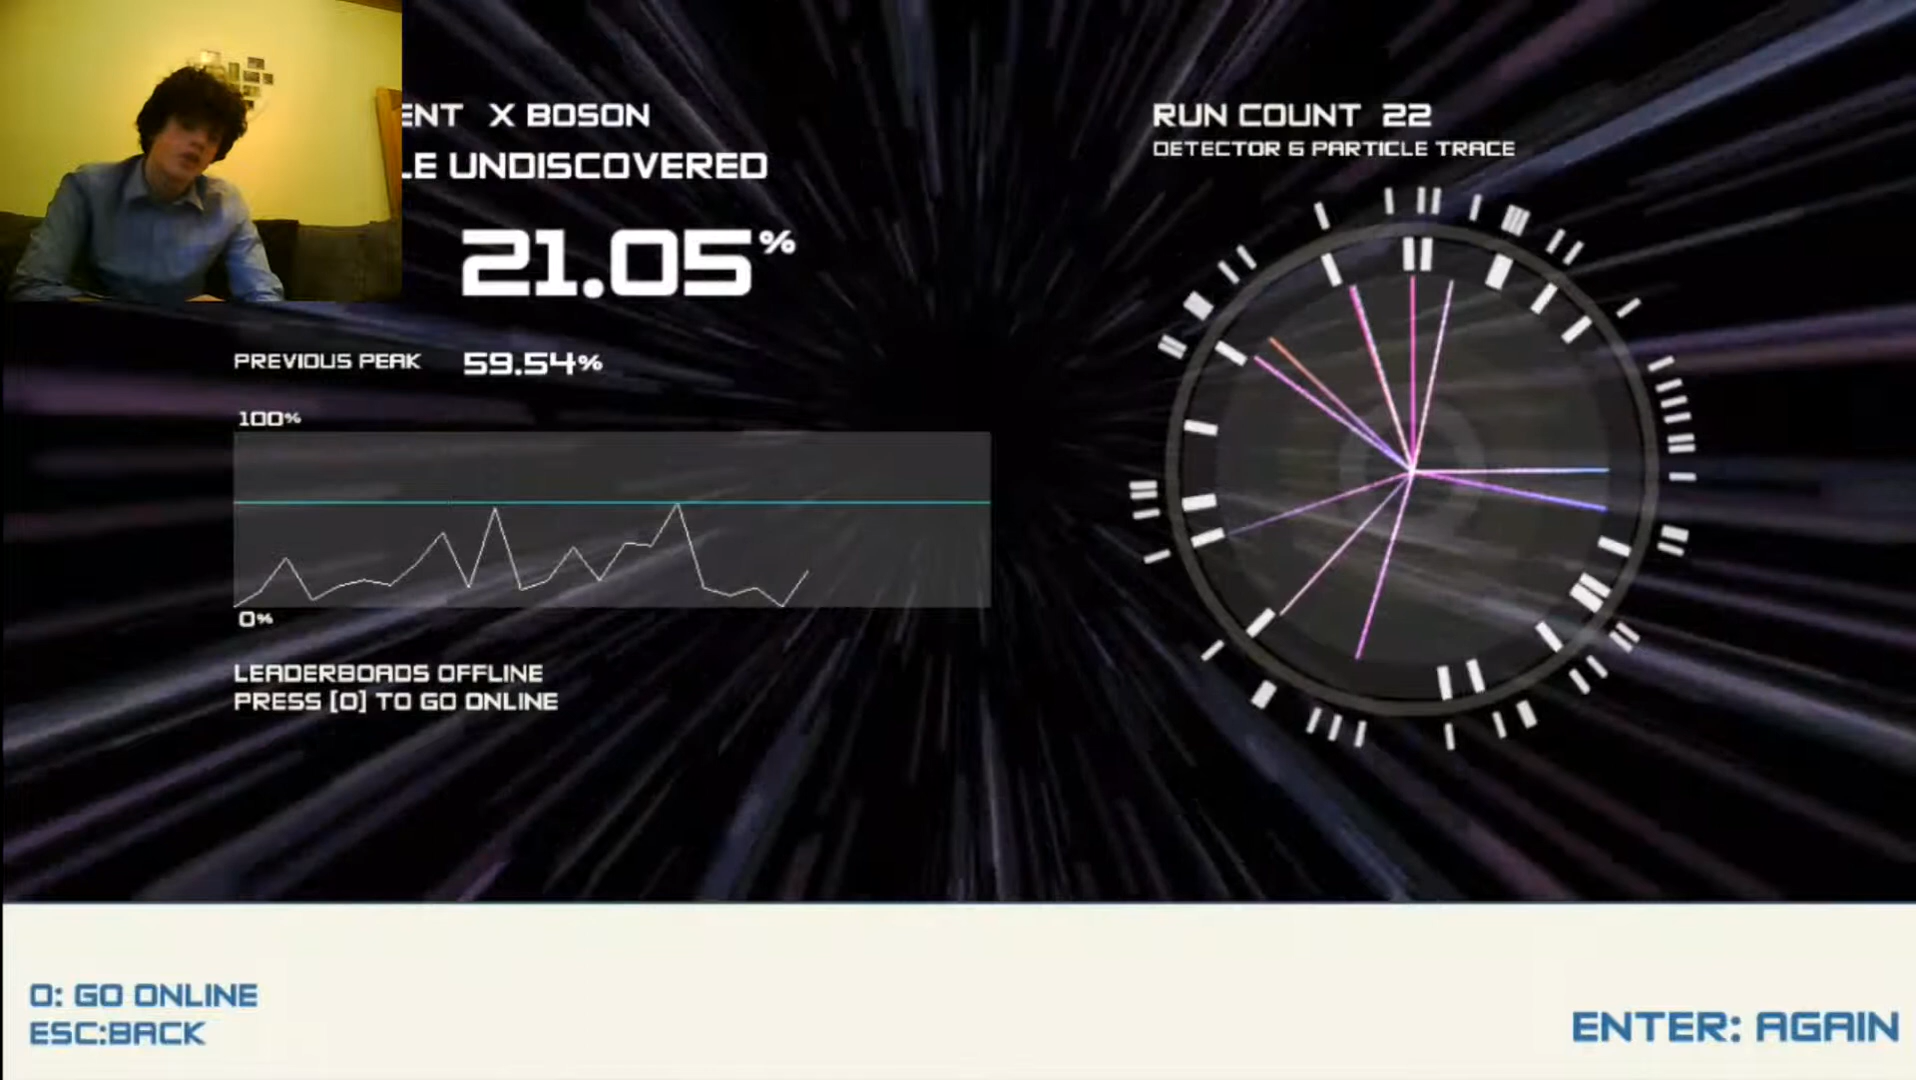 ENT X BOSON
LE UNDISCOVERED
21.05%
PREVIOUS PEAK 59.54%
100%
0%
LEADERBOADS OFFLINE
PRESS [O] TO GO ONLINE
RUN COUNT 22
DETECTOR & PARTICLE TRACE
O: GO ONLINE
ESC:BACK
ENTER: AGAIN